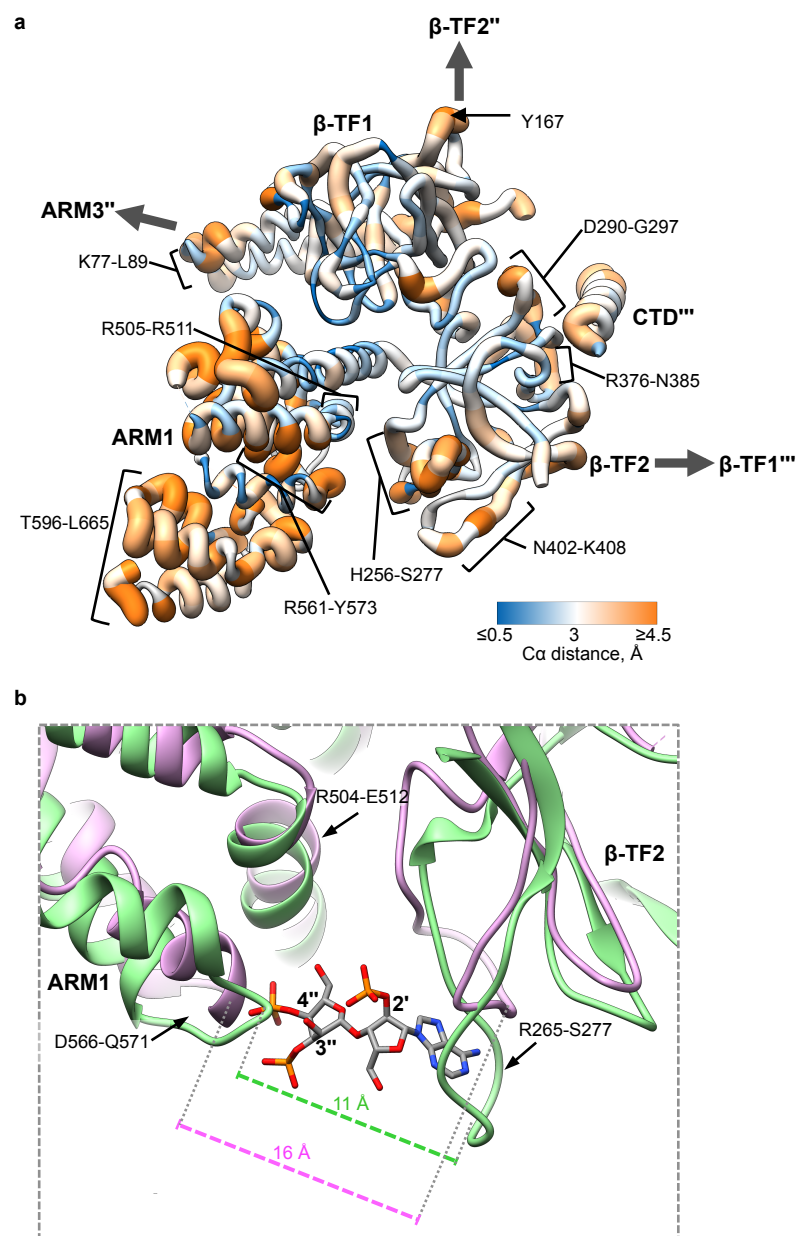 a
β-TF2"
β-TF1
Y167
ARM3"
D290-G297
K77-L89
CTD'''
R505-R511
R376-N385
ARM1
β-TF2
β-TF1'''
T596-L665
N402-K408
H256-S277
R561-Y573
≤0.5
3
≥4.5
Cα distance, Å
b
R504-E512
β-TF2
ARM1
4"
2'
D566-Q571
3"
R265-S277
11 Å
16 Å